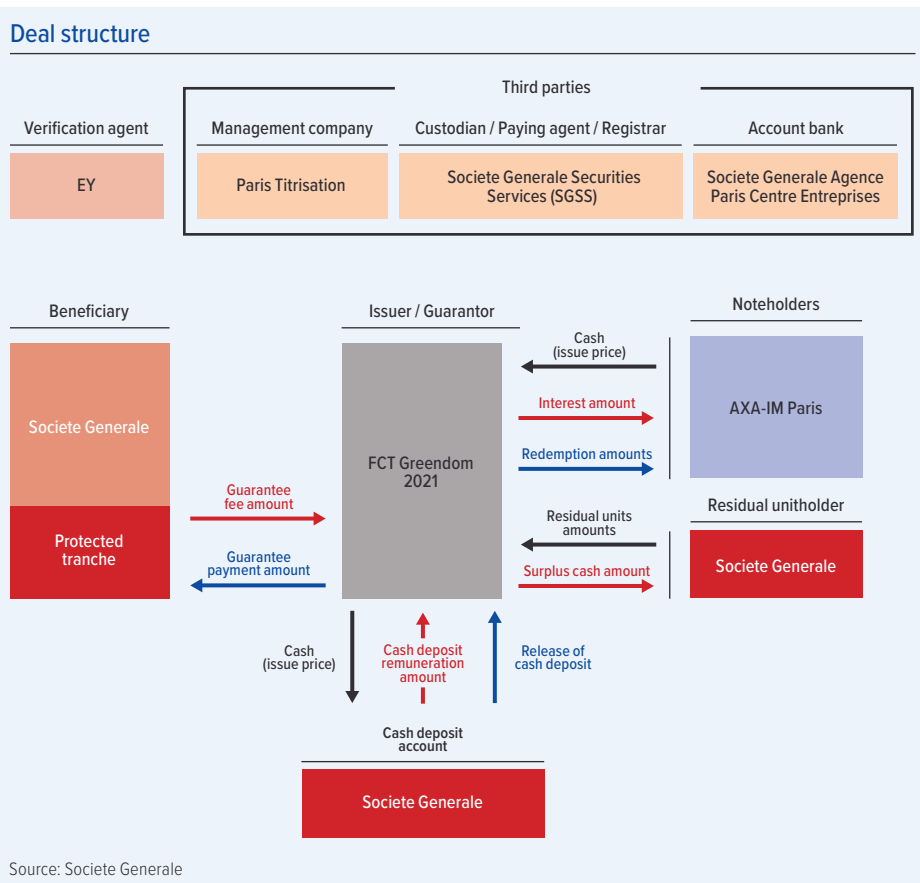 Deal structure
Third parties
Verification agent
Management company
Custodian / Paying agent / Registrar
Account bank
EY
Paris Titrisation
Societe Generale Securities
Services (SGSS)
Societe Generale Agence
Paris Centre Entreprises
Beneficiary
Issuer / Guarantor
Noteholders
Societe Generale
Protected
tranche
Guarantee
fee amount
Guarantee
payment amount
FCT Greendom
2021
Cash
(issue price)
Interest amount
Redemption amounts
AXA-IM Paris
Residual unitholder
Residual units
amounts
Surplus cash amount
Societe Generale
Cash
(issue price)
Cash deposit
remuneration
amount
Release of
cash deposit
Cash deposit
account
Societe Generale
Source: Societe Generale